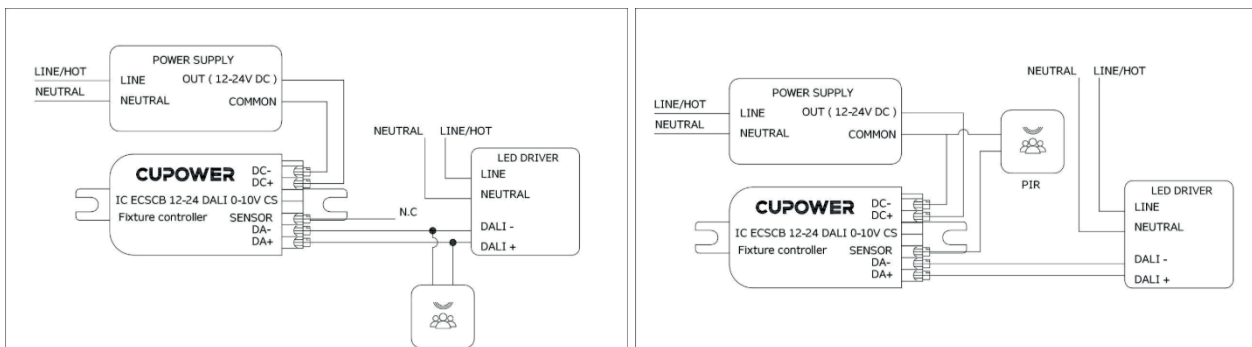 POWER SUPPLY
LINE/HOT
LINE
OUT ( 12-24V DC )
NEUTRAL
NEUTRAL
COMMON
NEUTRAL
LINE/HOT
LED DRIVER
LINE
NEUTRAL
DALI -
DALI +
CUPOWER
DC-
DC+
IC ECSCB 12-24 DALI 0-10V CS
Fixture controller
SENSOR
DA-
DA+
N.C
NEUTRAL
LINE/HOT
POWER SUPPLY
LINE/HOT
LINE
OUT ( 12-24V DC )
NEUTRAL
NEUTRAL
COMMON
PIR
LED DRIVER
LINE
NEUTRAL
DALI -
DALI +
CUPOWER
DC-
DC+
IC ECSCB 12-24 DALI 0-10V CS
Fixture controller
SENSOR
DA-
DA+